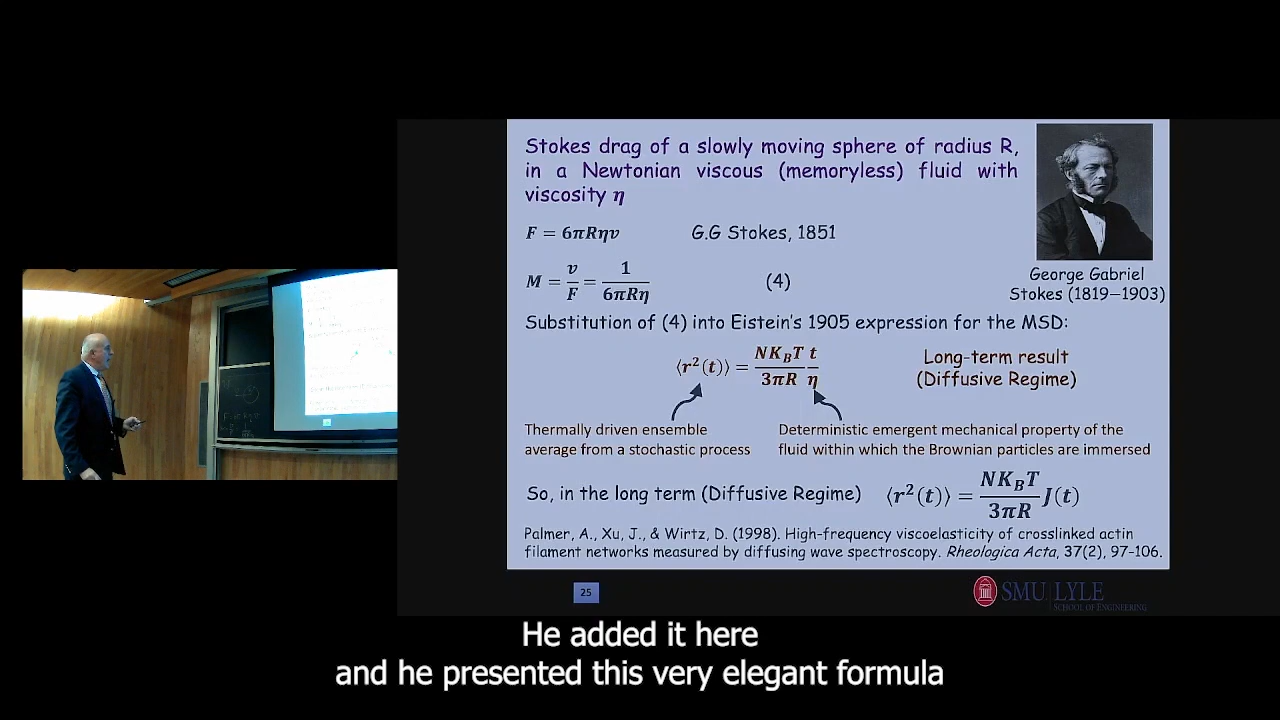 Stokes drag of a slowly moving sphere of radius R,
in a Newtonian viscous (memoryless) fluid with
viscosity η
F = 6πRηv G.G Stokes, 1851
M = v/F = 1/(6πRη) (4)
George Gabriel
Stokes (1819–1903)
Substitution of (4) into Eistein's 1905 expression for the MSD:
⟨r²(t)⟩ = NK_BT/(3πR) t/η
Long-term result
(Diffusive Regime)
Thermally driven ensemble
average from a stochastic process
Deterministic emergent mechanical property of the
fluid within which the Brownian particles are immersed
So, in the long term (Diffusive Regime) ⟨r²(t)⟩ = NK_BT/(3πR) J(t)
Palmer, A., Xu, J., & Wirtz, D. (1998). High-frequency viscoelasticity of crosslinked actin
filament networks measured by diffusing wave spectroscopy. Rheologica Acta, 37(2), 97-106.
25
SMU LYLE
SCHOOL OF ENGINEERING
He added it here
and he presented this very elegant formula